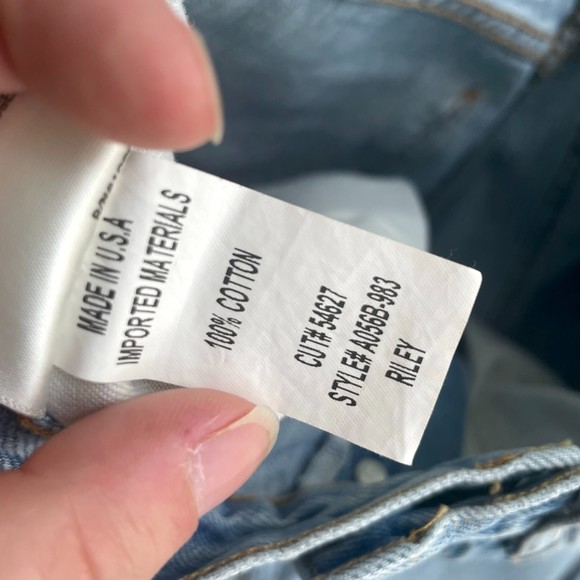 MADE IN U.S.A
IMPORTED MATERIALS
100% COTTON
CUT# 54627
STYLE# A056B-983
RILEY